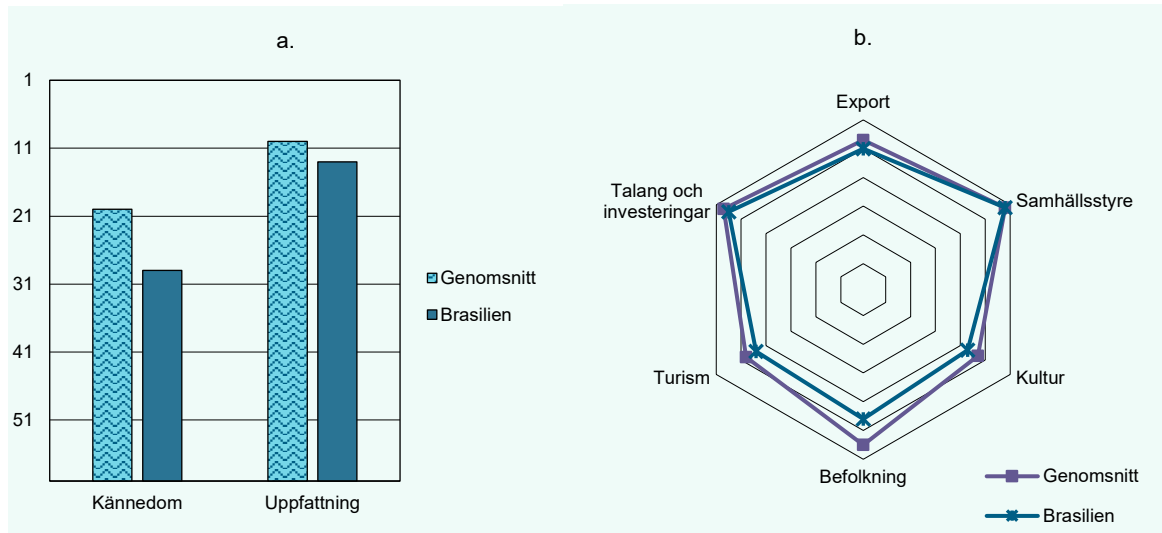 a.
1
11
21
31
41
51
Kännedom
Uppfattning
Genomsnitt
Brasilien
b.
Export
Samhällsstyre
Kultur
Befolkning
Turism
Talang och
investeringar
Genomsnitt
Brasilien